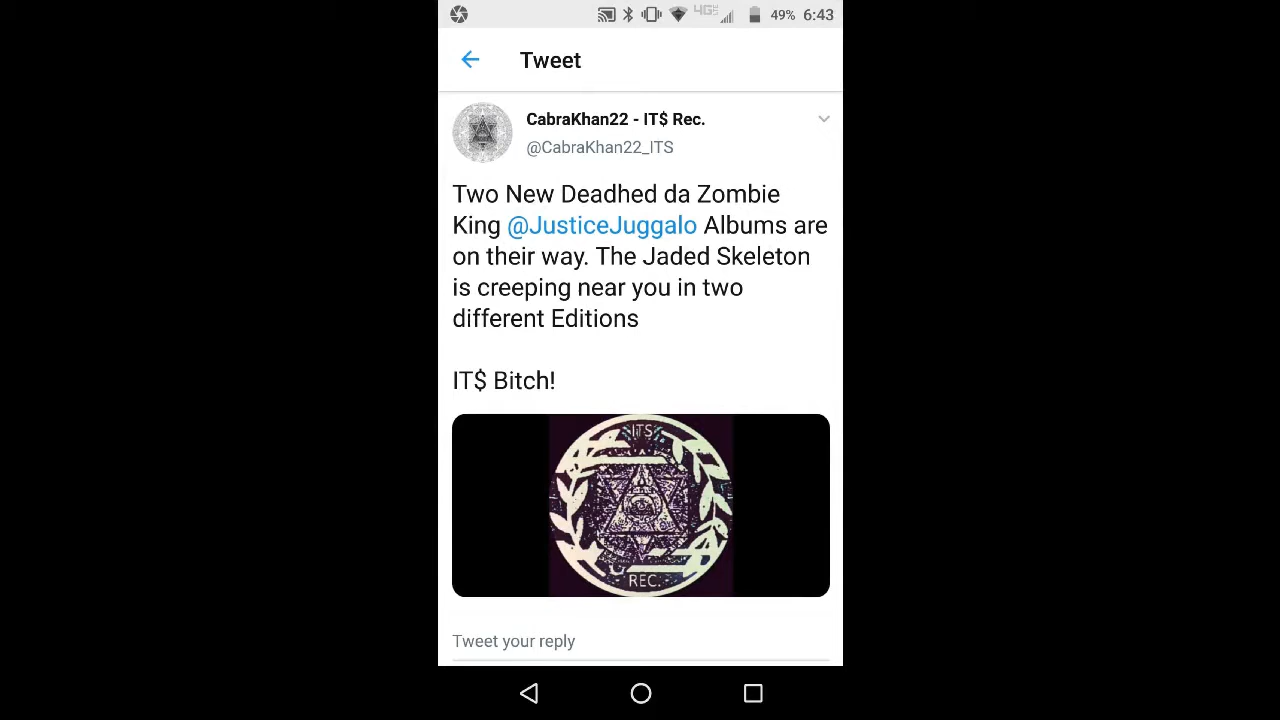 4G 49% 6:43
Tweet
CabraKhan22 - IT$ Rec.
@CabraKhan22_ITS
Two New Deadhed da Zombie
King @JusticeJuggalo Albums are
on their way. The Jaded Skeleton
is creeping near you in two
different Editions
IT$ Bitch!
ITS
REC.
Tweet your reply